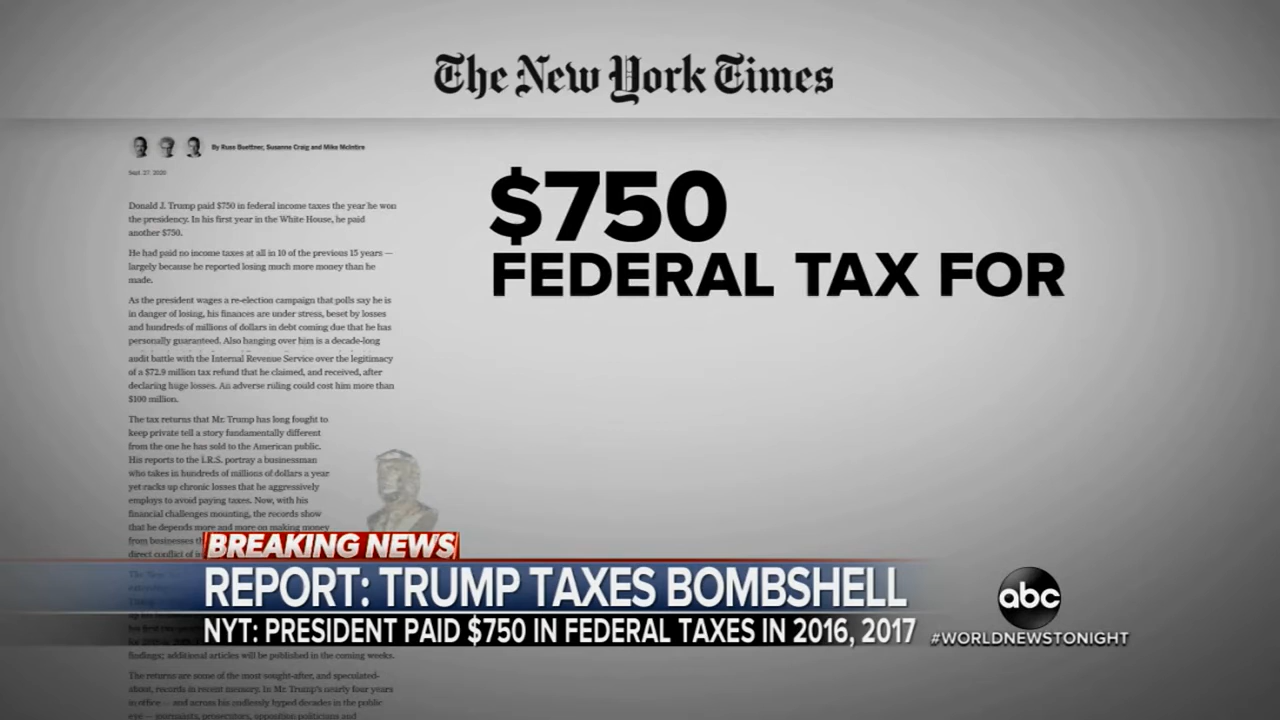 The New York Times
By Russ Buettner, Susanne Craig and Mike McIntire
Sept. 27, 2020
$750
FEDERAL TAX FOR
Donald J. Trump paid $750 in federal income taxes the year he won
the presidency. In his first year in the White House, he paid
another $750.
He had paid no income taxes at all in 10 of the previous 15 years —
largely because he reported losing much more money than he
made.
As the president wages a re-election campaign that polls say he is
in danger of losing, his finances are under stress, beset by losses
and hundreds of millions of dollars in debt coming due that he has
personally guaranteed. Also hanging over him is a decade-long
audit battle with the Internal Revenue Service over the legitimacy
of a $72.9 million tax refund that he claimed, and received, after
declaring huge losses. An adverse ruling could cost him more than
$100 million.
The tax returns that Mr. Trump has long fought to
keep private tell a story fundamentally different
from the one he has sold to the American public.
His reports to the I.R.S. portray a businessman
who takes in hundreds of millions of dollars a year
yet racks up chronic losses that he aggressively
employs to avoid paying taxes. Now, with his
financial challenges mounting, the records show
that he depends more and more on making money
from businesses
direct conflict of
BREAKING NEWS
REPORT: TRUMP TAXES BOMBSHELL
NYT: PRESIDENT PAID $750 IN FEDERAL TAXES IN 2016, 2017
abc
#WORLDNEWSTONIGHT
findings; additional articles will be published in the coming weeks.
The returns are some of the most sought-after, and speculated-
about, records in recent memory. In Mr. Trump's nearly four years
in office — and across his endlessly hyped decades in the public
eye — journalists, prosecutors, opposition politicians and